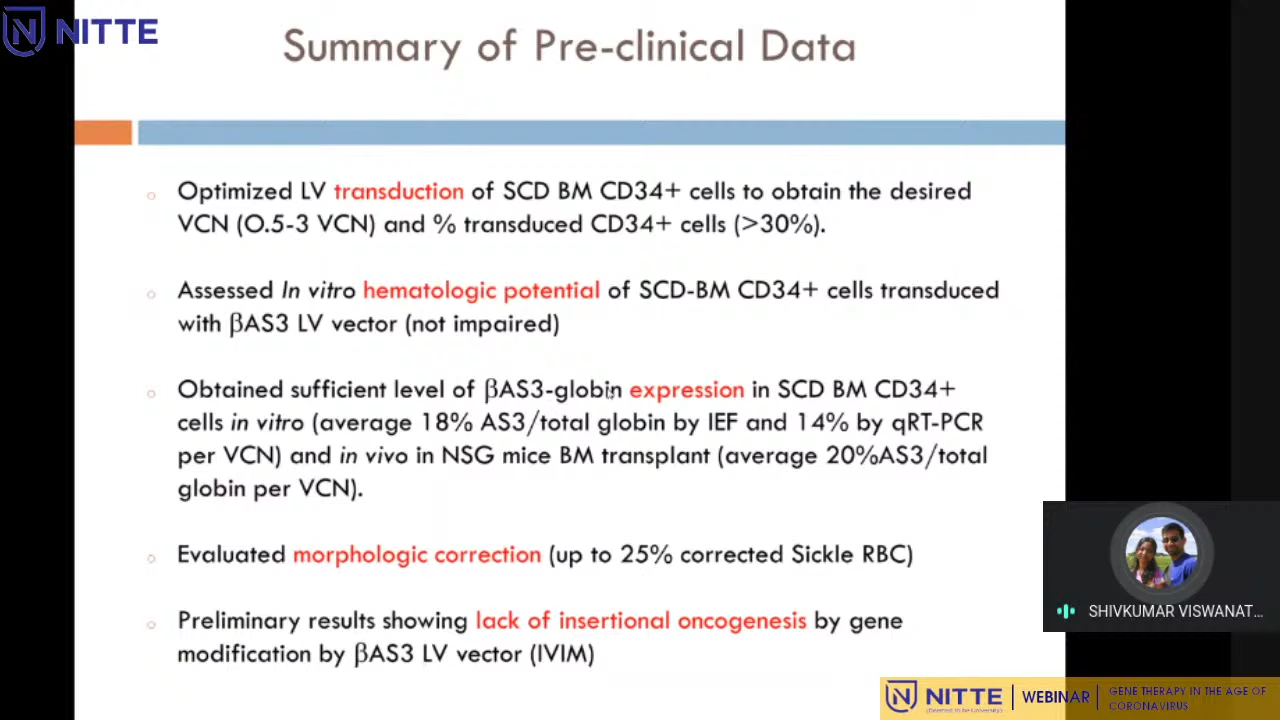 NITTE
Summary of Pre-clinical Data
Optimized LV transduction of SCD BM CD34+ cells to obtain the desired
VCN (O.5-3 VCN) and % transduced CD34+ cells (>30%).
Assessed In vitro hematologic potential of SCD-BM CD34+ cells transduced
with βAS3 LV vector (not impaired)
Obtained sufficient level of βAS3-globin expression in SCD BM CD34+
cells in vitro (average 18% AS3/total globin by IEF and 14% by qRT-PCR
per VCN) and in vivo in NSG mice BM transplant (average 20%AS3/total
globin per VCN).
Evaluated morphologic correction (up to 25% corrected Sickle RBC)
Preliminary results showing lack of insertional oncogenesis by gene
modification by βAS3 LV vector (IVIM)
SHIVKUMAR VISWANAT...
NITTE
(Deemed to be University)
WEBINAR
GENE THERAPY IN THE AGE OF
CORONAVIRUS